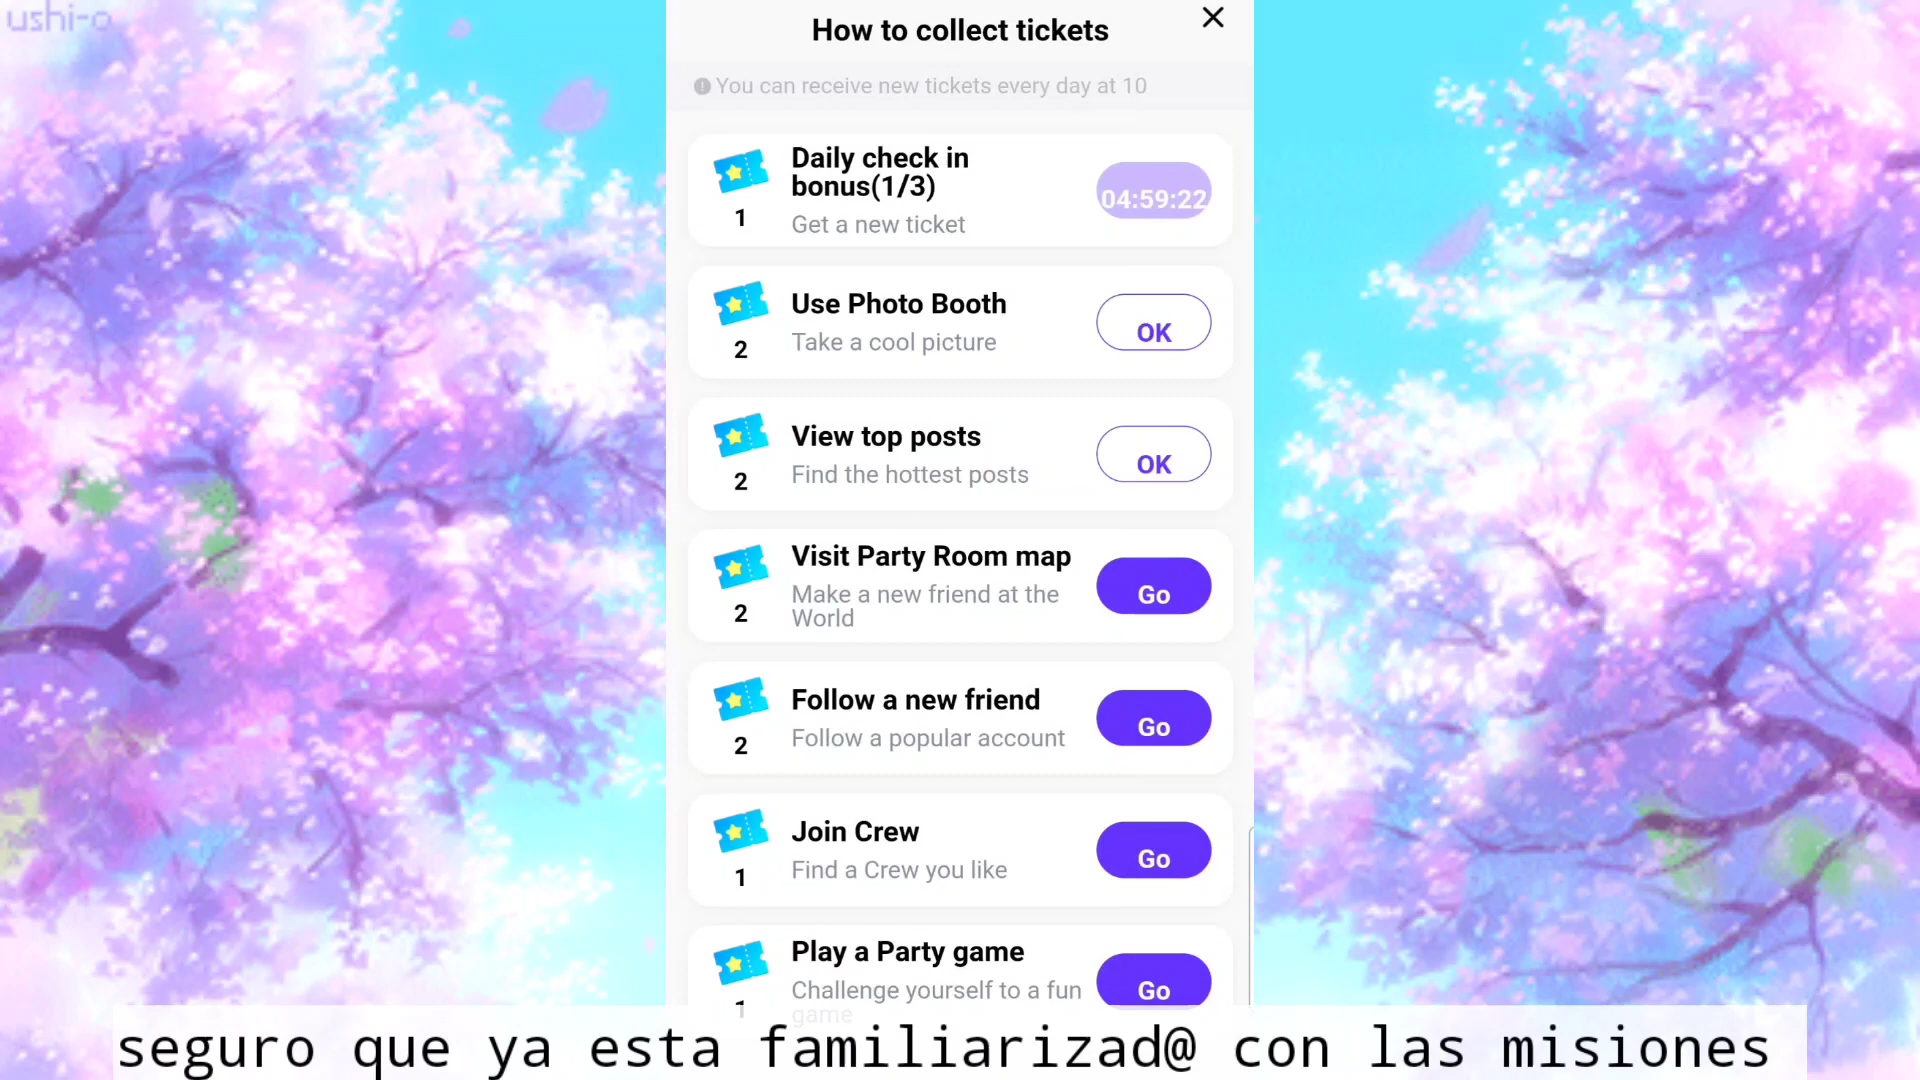 ushi-o
How to collect tickets
You can receive new tickets every day at 10
Daily check in
bonus(1/3)
1
Get a new ticket
04:59:22
Use Photo Booth
2
Take a cool picture
OK
View top posts
2
Find the hottest posts
OK
Visit Party Room map
2
Make a new friend at the
World
Go
Follow a new friend
2
Follow a popular account
Go
Join Crew
1
Find a Crew you like
Go
Play a Party game
1
Challenge yourself to a fun
game
Go
seguro que ya esta familiarizad@ con las misiones